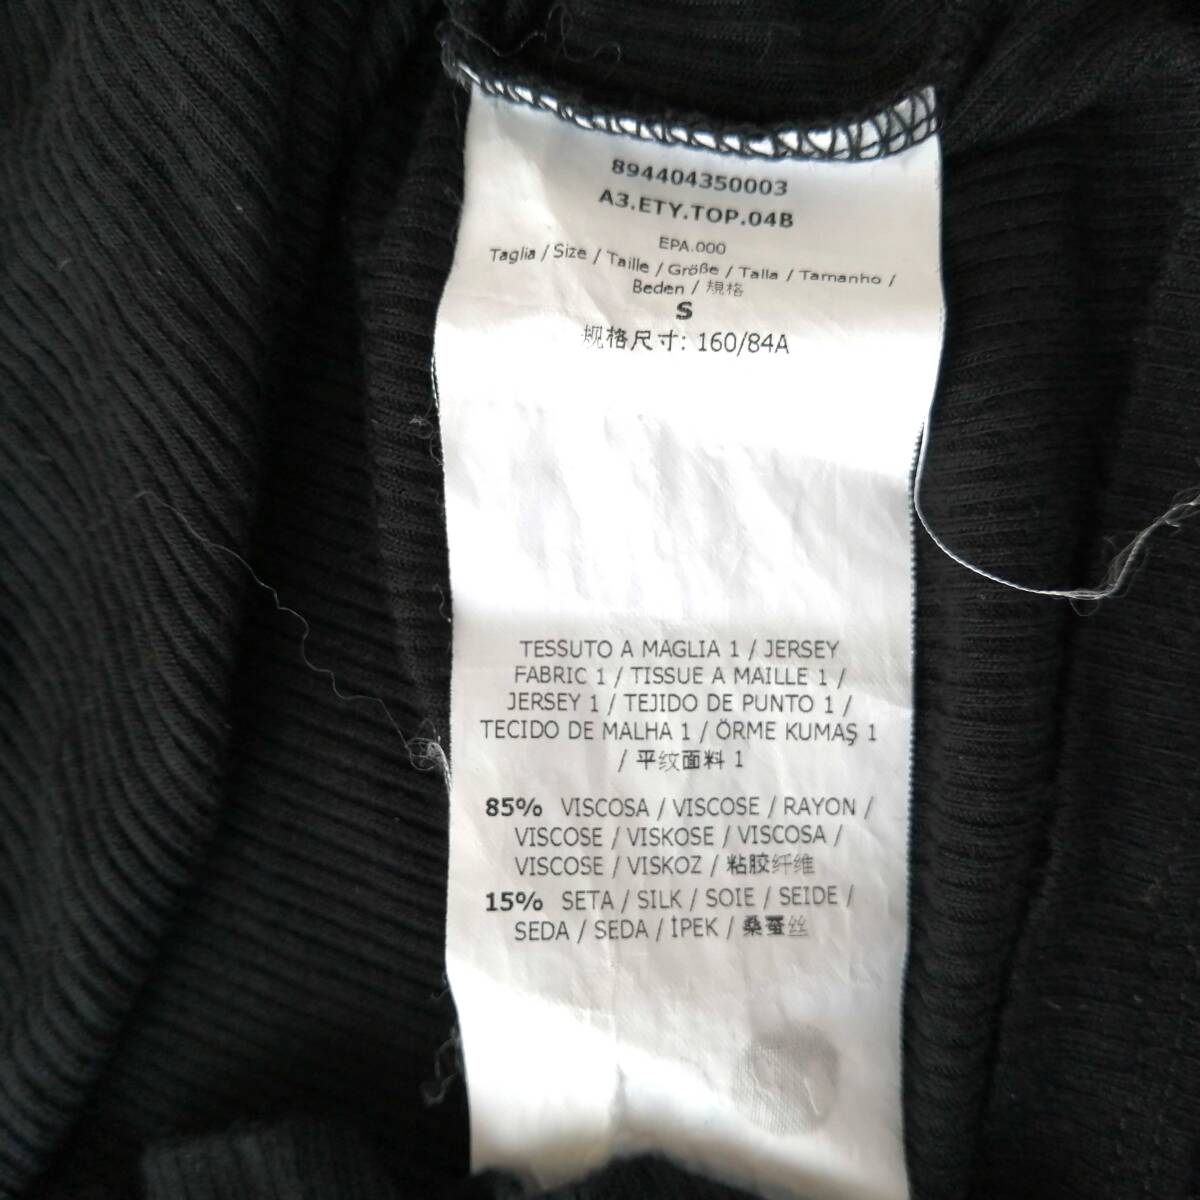 894404350003
A3.ETY.TOP.04B
EPA.000
Taglia / Size / Taille / Größe / Talla / Tamanho /
Beden / 規格
S
规格尺寸: 160/84A
TESSUTO A MAGLIA 1 / JERSEY
FABRIC 1 / TISSUE A MAILLE 1 /
JERSEY 1 / TEJIDO DE PUNTO 1 /
TECIDO DE MALHA 1 / ÖRME KUMAŞ 1
/ 平纹面料 1
85% VISCOSA / VISCOSE / RAYON /
VISCOSE / VISKOSE / VISCOSA /
VISCOSE / VISKOZ / 粘胶纤维
15% SETA / SILK / SOIE / SEIDE /
SEDA / SEDA / İPEK / 桑蚕丝